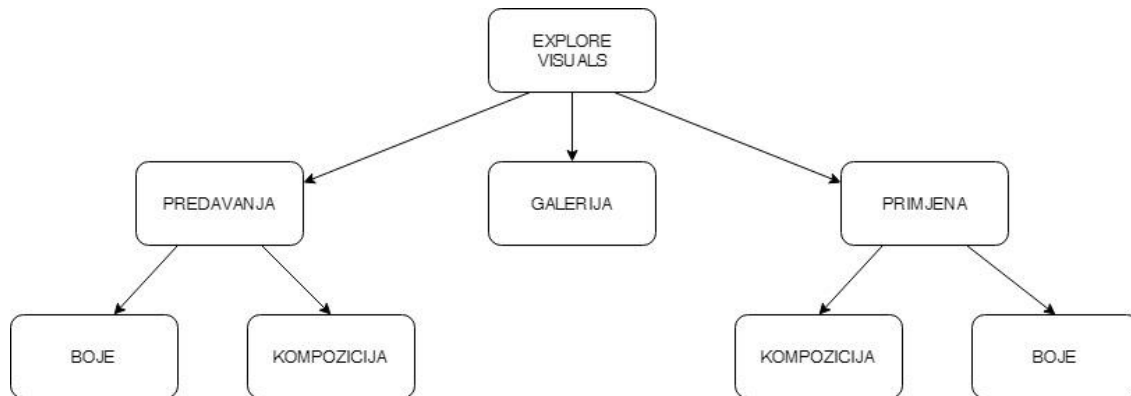 EXPLORE
VISUALS
PREDAVANJA
GALERIJA
PRIMJENA
BOJE
KOMPOZICIJA
KOMPOZICIJA
BOJE